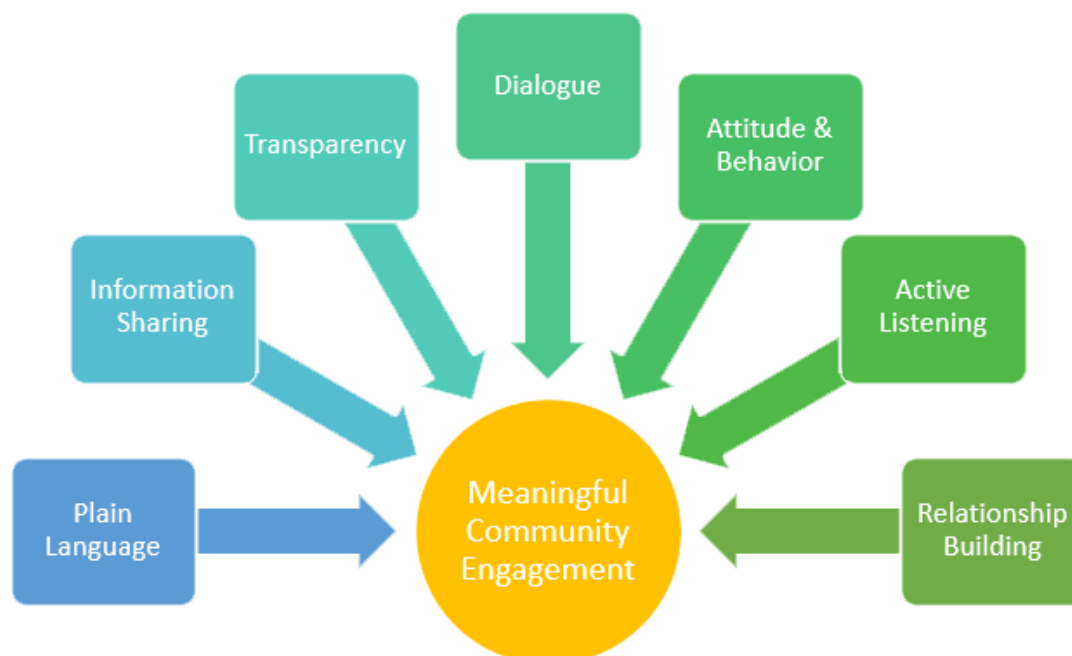 Dialogue
Transparency
Attitude &
Behavior
Information
Sharing
Active
Listening
Plain
Language
Meaningful
Community
Engagement
Relationship
Building